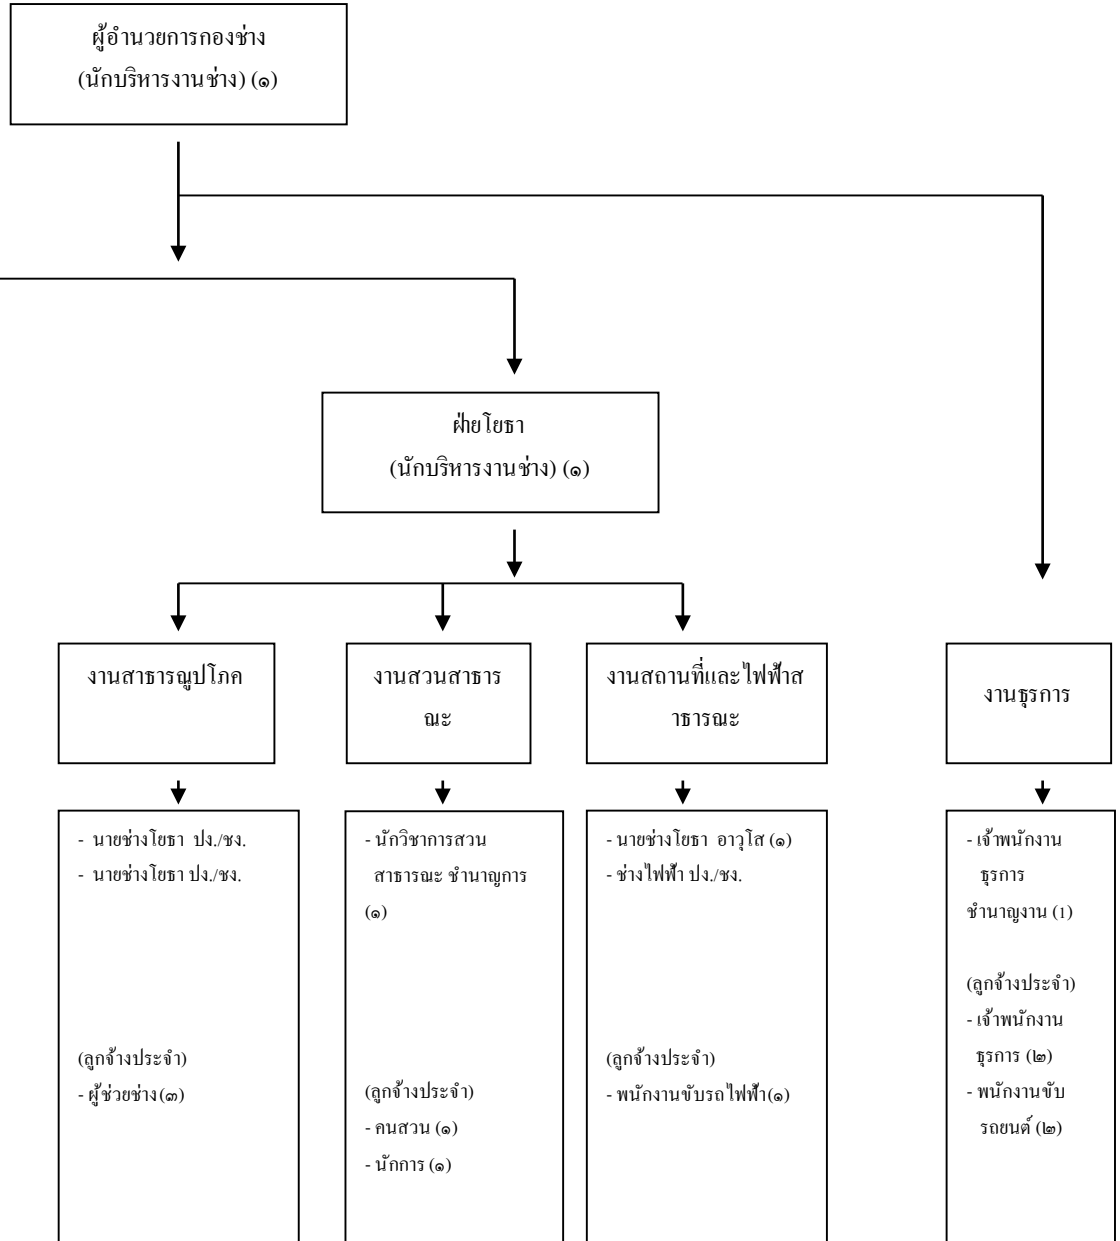 ผู้อำนวยการกองช่าง
(นักบริหารงานช่าง) (๑)
ฝ่ายโยธา
(นักบริหารงานช่าง) (๑)
งานสาธารณูปโภค
งานสวนสาธาร
ณะ
งานสถานที่และไฟฟ้าส
าธารณะ
งานธุรการ
- นายช่างโยธา ปง./ชง.
- นายช่างโยธา ปง./ชง.
(ลูกจ้างประจำ)
- ผู้ช่วยช่าง(๓)
- นักวิชาการสวน
สาธารณะ ชำนาญการ
(๑)
(ลูกจ้างประจำ)
- คนสวน (๑)
- นักการ (๑)
- นายช่างโยธา อาวุโส (๑)
- ช่างไฟฟ้า ปง./ชง.
(ลูกจ้างประจำ)
- พนักงานขับรถไฟฟ้า(๑)
- เจ้าพนักงาน
ธุรการ
ชำนาญงาน (1)
(ลูกจ้างประจำ)
- เจ้าพนักงาน
ธุรการ (๒)
- พนักงานขับ
รถยนต์ (๒)